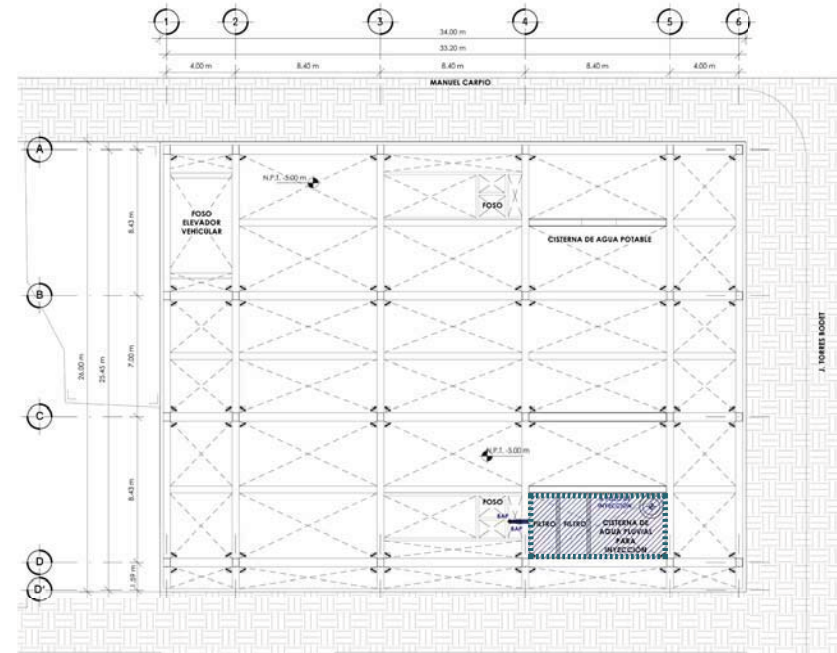 1 2 3 4 5 6
34.00 m
33.20 m
4.00 m 8.40 m 8.40 m 8.40 m 4.00 m
MANUEL CARPIO
A
N.P.T. -5.00 m
FOSO
ELEVADOR
VEHICULAR
FOSO
CISTERNA DE AGUA POTABLE
8.43 m
B
J. TORRES BODET
26.00 m
25.45 m
7.00 m
C
N.P.T. -5.00 m
8.43 m
FOSO
BAP
BAP
FILTRO
FILTRO
INYECCIÓN
CISTERNA DE
AGUA PLUVIAL
PARA
INYECCIÓN
D
1.59 m
D'